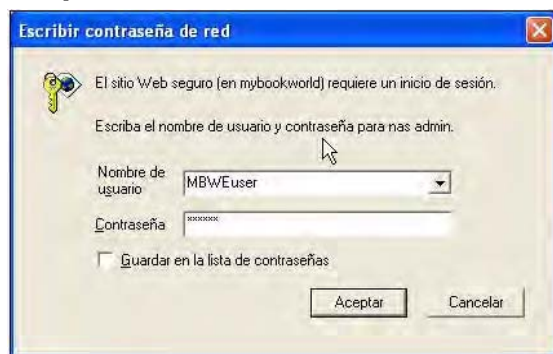 Escribir contraseña de red
El sitio Web seguro (en mybookworld) requiere un inicio de sesión.
Escriba el nombre de usuario y contraseña para nas admin.
Nombre de
usuario
MBWEuser
Contraseña
××××××
Guardar en la lista de contraseñas
Aceptar
Cancelar